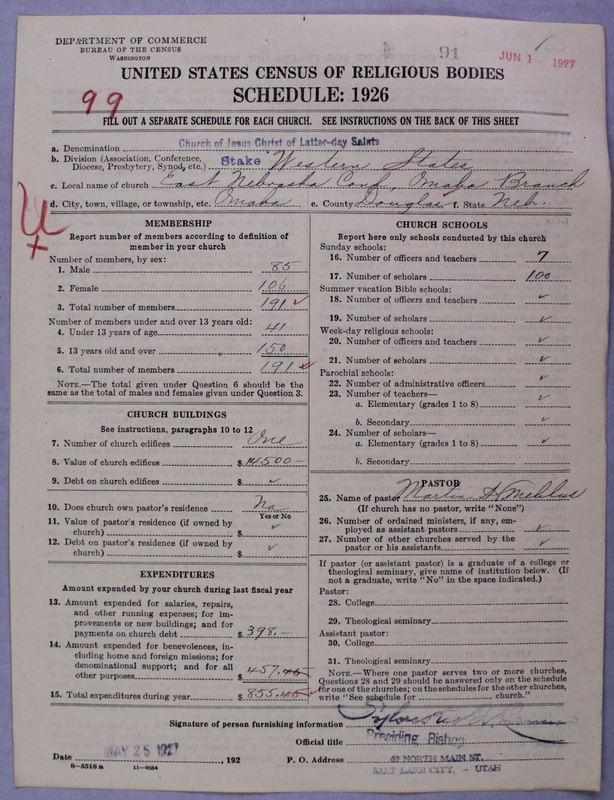 DEPARTMENT OF COMMERCE
BUREAU OF THE CENSUS
WASHINGTON
91
JUN 1 - 1927
UNITED STATES CENSUS OF RELIGIOUS BODIES
SCHEDULE: 1926
99
FILL OUT A SEPARATE SCHEDULE FOR EACH CHURCH. SEE INSTRUCTIONS ON THE BACK OF THIS SHEET
a. Denomination Church of Jesus Christ of Latter-day Saints
b. Division (Association, Conference, Diocese, Presbytery, Synod, etc.) Stake Western States
c. Local name of church East Nebraska Conf, Omaha Branch
d. City, town, village, or township, etc. Omaha e. County Douglas f. State Neb.
MEMBERSHIP
Report number of members according to definition of
member in your church
Number of members, by sex:
1. Male 85
2. Female 106
3. Total number of members 191
Number of members under and over 13 years old:
4. Under 13 years of age 41
5. 13 years old and over 150
6. Total number of members 191
NOTE.—The total given under Question 6 should be
same as the total of males and females given under Question 3.
CHURCH BUILDINGS
See instructions, paragraphs 10 to 12
7. Number of church edifices One
8. Value of church edifices $ 14500—
9. Debt on church edifices $ ✓
10. Does church own pastor's residence No
Yes or No
11. Value of pastor's residence (if owned by
church) $ ✓
12. Debt on pastor's residence (if owned by
church) $ ✓
EXPENDITURES
Amount expended by your church during last fiscal year
13. Amount expended for salaries, repairs,
and other running expenses; for im-
provements or new buildings; and for
payments on church debt $ 398.—
14. Amount expended for benevolences, in-
cluding home and foreign missions; for
denominational support; and for all
other purposes 457.45
15. Total expenditures during year $ 855.45
CHURCH SCHOOLS
Report here only schools conducted by this church
Sunday schools:
16. Number of officers and teachers 7
17. Number of scholars 100
Summer vacation Bible schools:
18. Number of officers and teachers ✓
19. Number of scholars ✓
Week-day religious schools:
20. Number of officers and teachers ✓
21. Number of scholars ✓
Parochial schools:
22. Number of administrative officers ✓
23. Number of teachers—
a. Elementary (grades 1 to 8) ✓
b. Secondary ✓
24. Number of scholars—
a. Elementary (grades 1 to 8) ✓
b. Secondary
PASTOR
25. Name of pastor Martin
(If church has no pastor, write "None")
26. Number of ordained ministers, if any, em-
ployed as assistant pastors ✓
27. Number of other churches served by the
pastor or his assistants ✓
If pastor (or assistant pastor) is a graduate of a college or
theological seminary, give name of institution below. (If
not a graduate, write "No" in the space indicated.)
Pastor:
28. College
29. Theological seminary
Assistant pastor:
30. College
31. Theological seminary
NOTE.—Where one pastor serves two or more churches,
Questions 28 and 29 should be answered only on the schedule
for one of the churches; on the schedules for the other churches,
write "See schedule for church."
Signature of person furnishing information
Official title Presiding Bishop
Date MAY 25 1927, 192 P. O. Address 40 NORTH MAIN ST.
SALT LAKE CITY, - UTAH
6—5518 a 11—9064